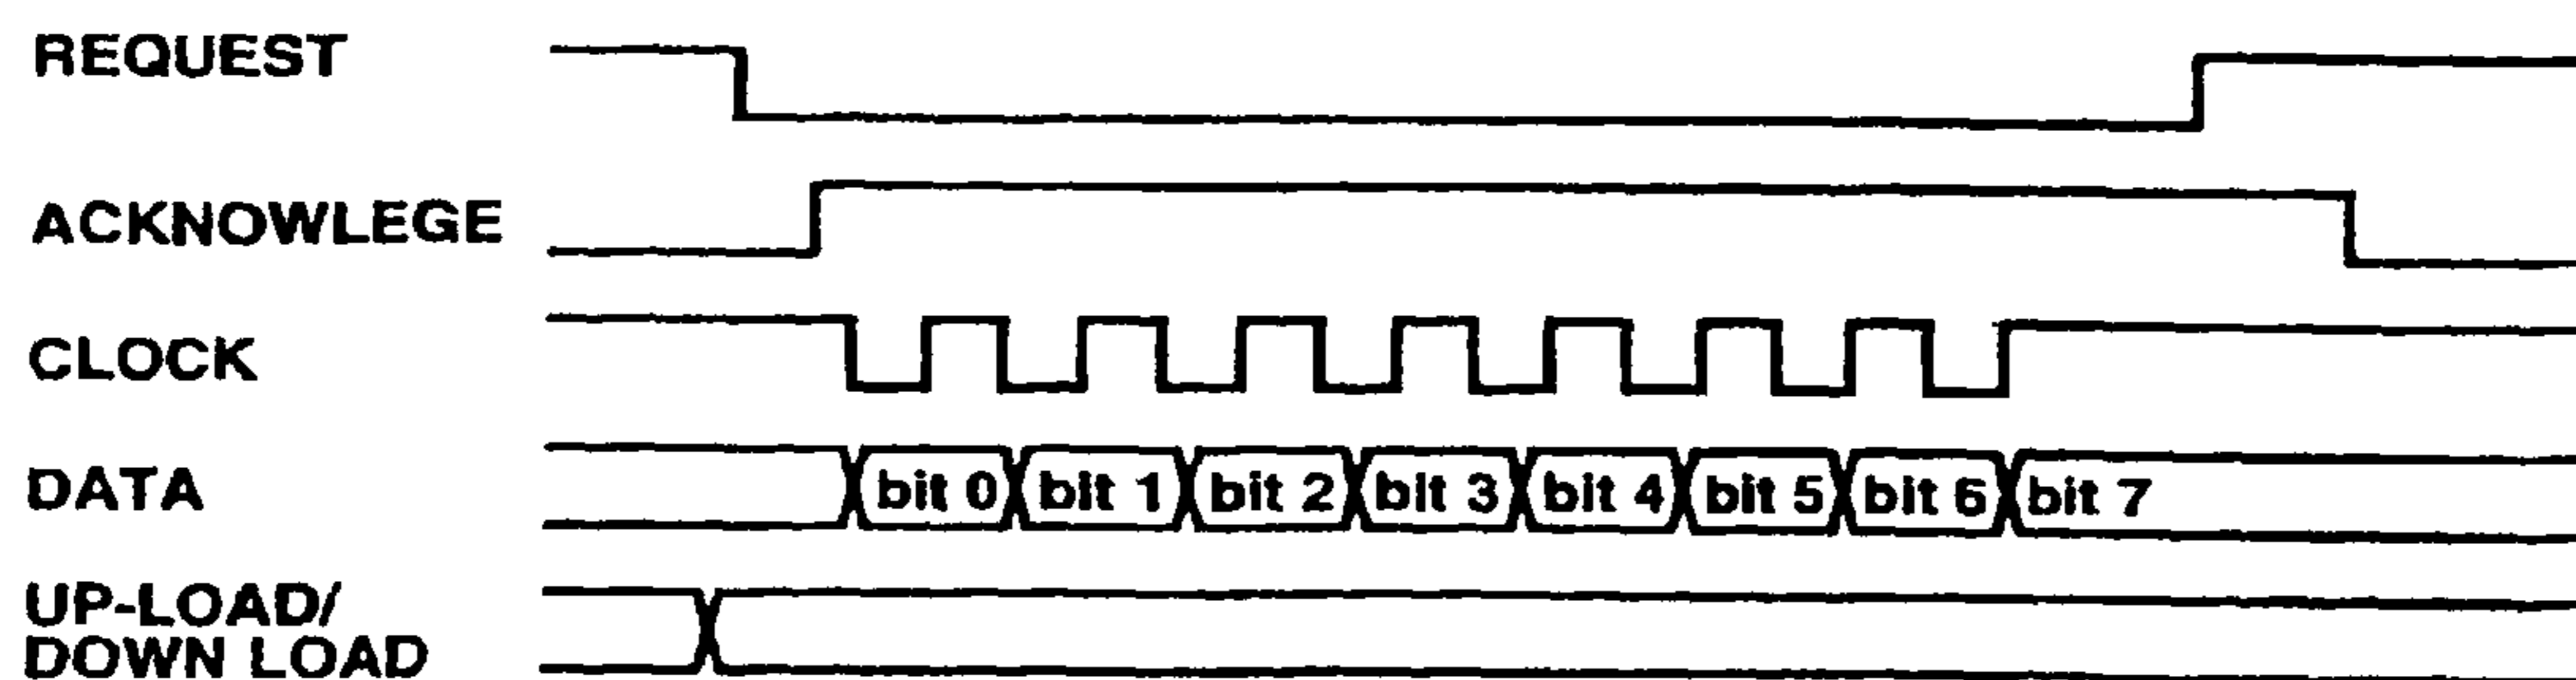 REQUEST
ACKNOWLEGE
CLOCK
DATA
bit 0 bit 1 bit 2 bit 3 bit 4 bit 5 bit 6 bit 7
UP-LOAD/
DOWN LOAD